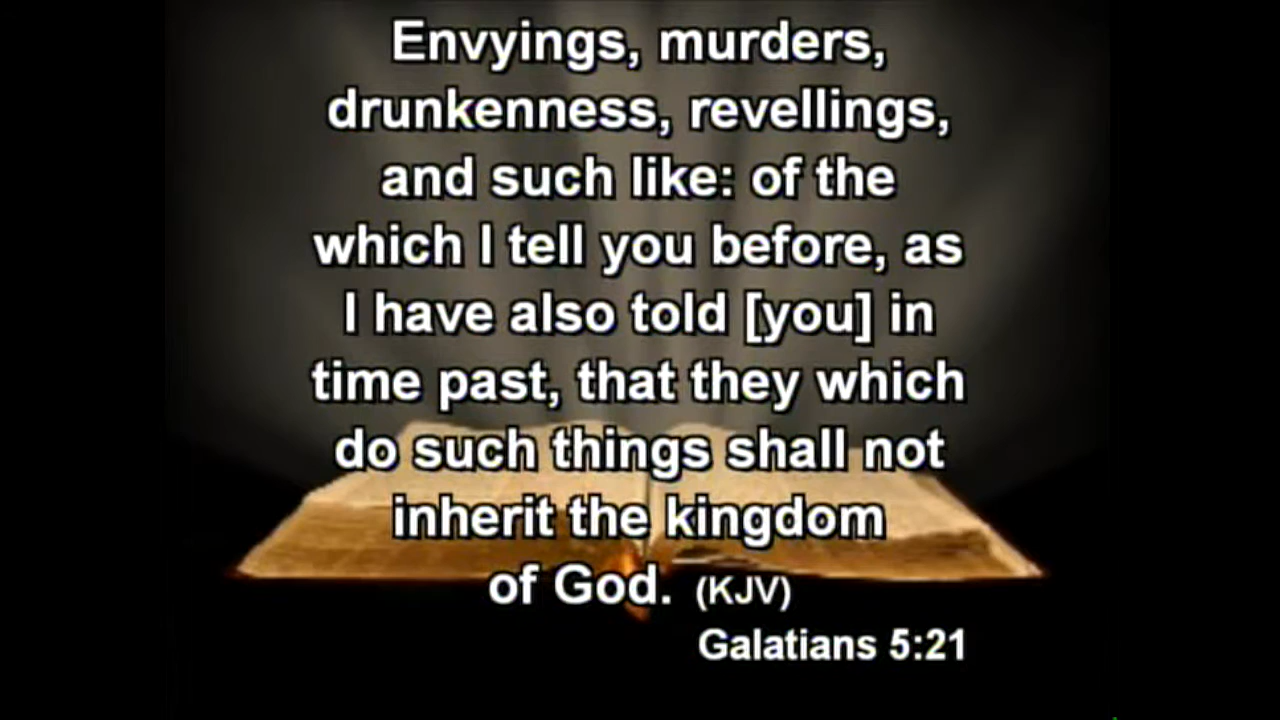 Envyings, murders,
drunkenness, revellings,
and such like: of the
which I tell you before, as
I have also told [you] in
time past, that they which
do such things shall not
inherit the kingdom
of God. (KJV)
Galatians 5:21